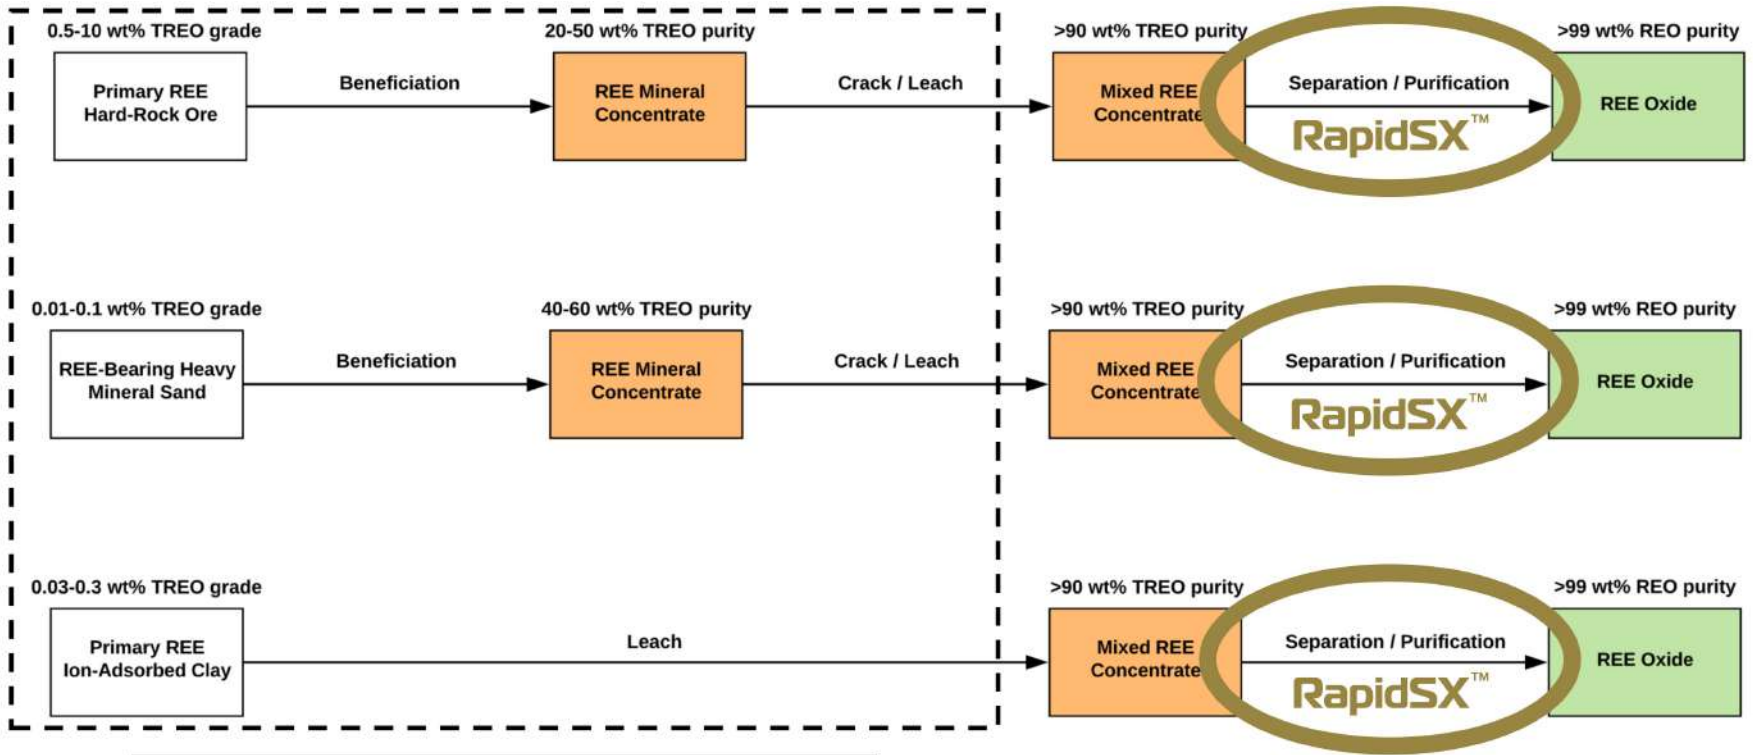 0.5-10 wt% TREO grade
20-50 wt% TREO purity
>90 wt% TREO purity
>99 wt% REO purity
Primary REE
Hard-Rock Ore
Beneficiation
REE Mineral
Concentrate
Crack / Leach
Mixed REE
Concentrate
Separation / Purification
RapidSX™
REE Oxide
0.01-0.1 wt% TREO grade
40-60 wt% TREO purity
>90 wt% TREO purity
>99 wt% REO purity
REE-Bearing Heavy
Mineral Sand
Beneficiation
REE Mineral
Concentrate
Crack / Leach
Mixed REE
Concentrate
Separation / Purification
RapidSX™
REE Oxide
0.03-0.3 wt% TREO grade
>90 wt% TREO purity
>99 wt% REO purity
Primary REE
Ion-Adsorbed Clay
Leach
Mixed REE
Concentrate
Separation / Purification
RapidSX™
REE Oxide